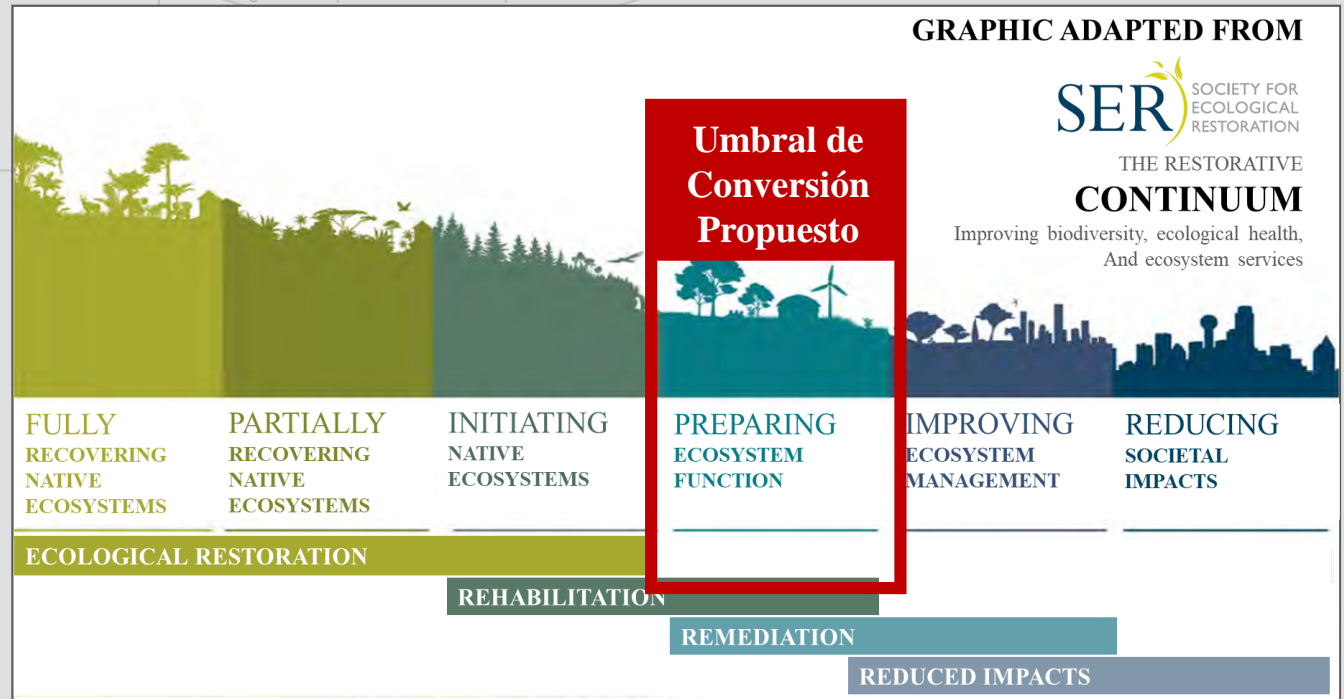 GRAPHIC ADAPTED FROM
SER
SOCIETY FOR
ECOLOGICAL
RESTORATION
THE RESTORATIVE
CONTINUUM
Improving biodiversity, ecological health,
And ecosystem services
Umbral de
Conversión
Propuesto
FULLY
RECOVERING
NATIVE
ECOSYSTEMS
PARTIALLY
RECOVERING
NATIVE
ECOSYSTEMS
INITIATING
NATIVE
ECOSYSTEMS
PREPARING
ECOSYSTEM
FUNCTION
IMPROVING
ECOSYSTEM
MANAGEMENT
REDUCING
SOCIETAL
IMPACTS
ECOLOGICAL RESTORATION
REHABILITATION
REMEDIATION
REDUCED IMPACTS